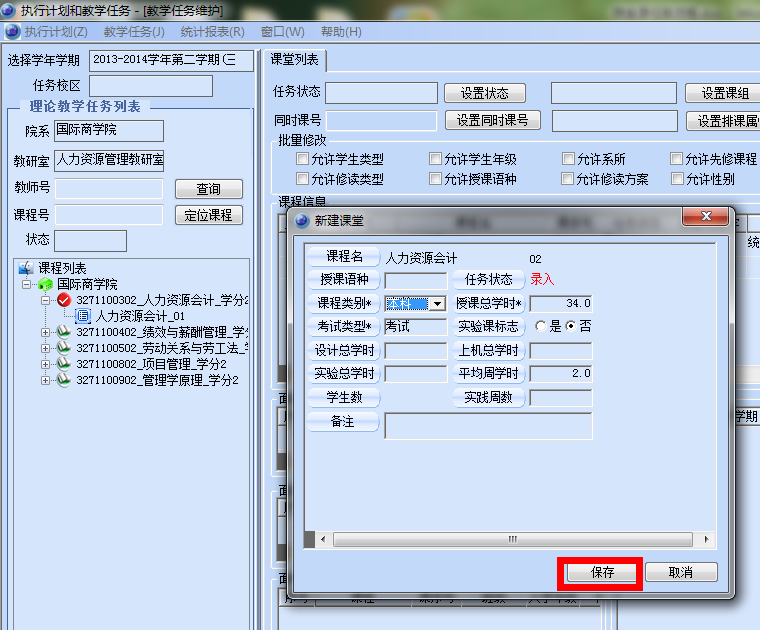 执行计划和教学任务 - [教学任务维护]
执行计划(Z) 教学任务(J) 统计报表(R) 窗口(W) 帮助(H)
选择学年学期 2013-2014学年第二学期(三
任务校区
理论教学任务列表
院系 国际商学院
教研室 人力资源管理教研室
教师号 查询
课程号 定位课程
状态
课程列表
国际商学院
3271100302_人力资源会计_学分2
人力资源会计_01
3271100402_绩效与薪酬管理_学分
3271100502_劳动关系与劳工法_学
3271100802_项目管理_学分2
3271100902_管理学原理_学分2
课堂列表
任务状态 设置状态 设置课组
同时课号 设置同时课号 设置排课属
批量修改
允许学生类型 允许学生年级 允许系所 允许先修课程
允许修读类型 允许授课语种 允许修读方案 允许性别
课程信息
统
学期
新建课堂
课程名 人力资源会计 02
授课语种 任务状态 录入
课程类别* 本科 授课总学时* 34.0
考试类型* 考试 实验课标志 是 否
设计总学时 上机总学时
实验总学时 平均周学时 2.0
学生数 实践周数
备注
保存 取消